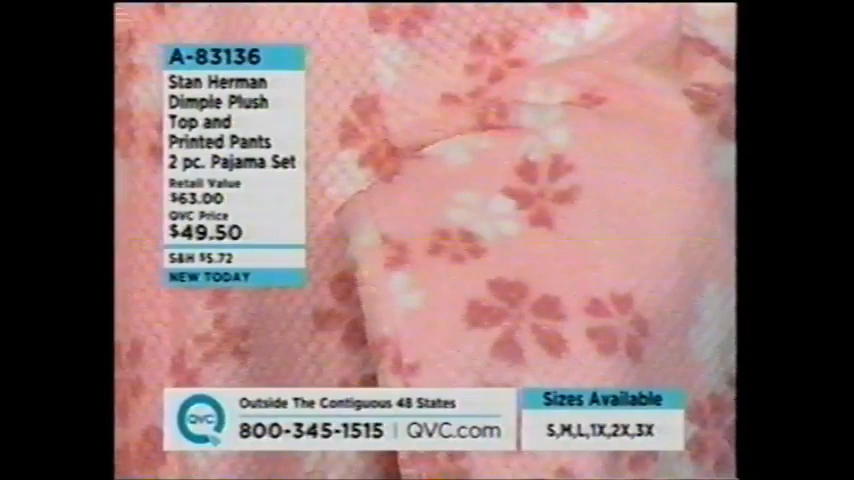 A-83136
Stan Herman
Dimple Plush
Top and
Printed Pants
2 pc. Pajama Set
Retail Value
$63.00
QVC Price
$49.50
S&H $5.72
NEW TODAY
QVC
Outside The Contiguous 48 States
800-345-1515 | QVC.com
Sizes Available
S,M,L,1X,2X,3X